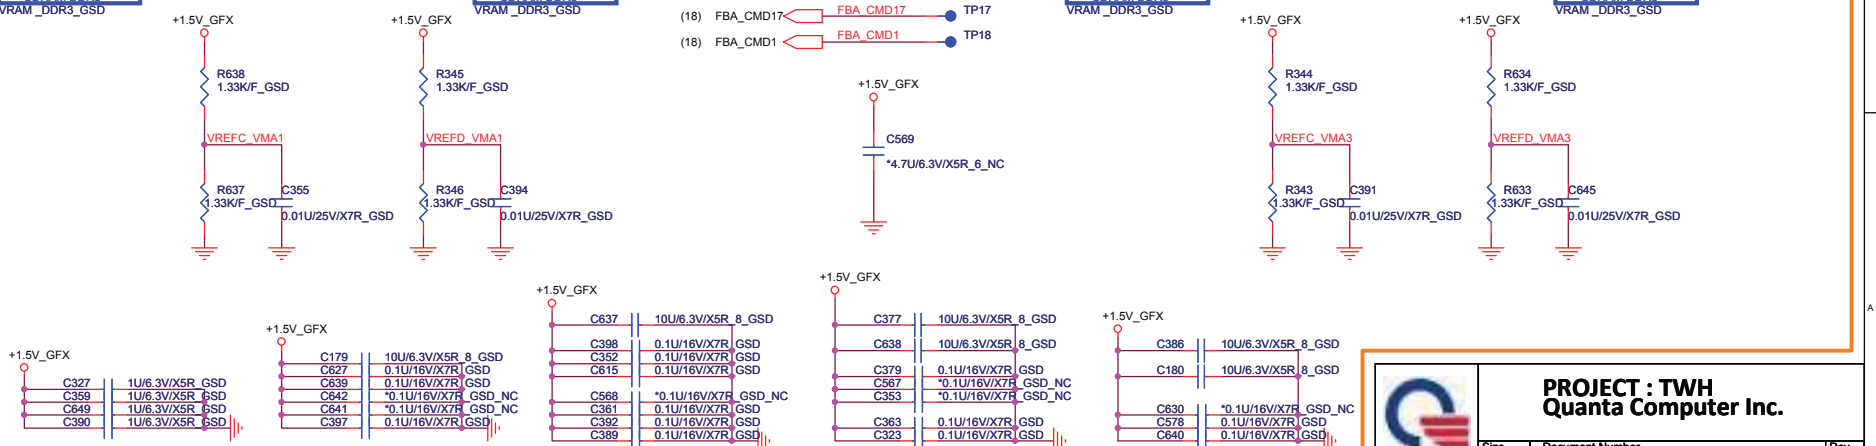 VRAM _DDR3_GSD
VRAM _DDR3_GSD
VRAM _DDR3_GSD
VRAM _DDR3_GSD
(18) FBA_CMD17 FBA_CMD17 TP17
(18) FBA_CMD1 FBA_CMD1 TP18
+1.5V_GFX
R638
1.33K/F_GSD
VREFC_VMA1
R637
1.33K/F_GSD
C355
0.01U/25V/X7R_GSD
+1.5V_GFX
R345
1.33K/F_GSD
VREFD_VMA1
R346
1.33K/F_GSD
C394
0.01U/25V/X7R_GSD
+1.5V_GFX
C569
*4.7U/6.3V/X5R_6_NC
+1.5V_GFX
R344
1.33K/F_GSD
VREFC_VMA3
R343
1.33K/F_GSD
C391
0.01U/25V/X7R_GSD
+1.5V_GFX
R634
1.33K/F_GSD
VREFD_VMA3
R633
1.33K/F_GSD
C645
0.01U/25V/X7R_GSD
+1.5V_GFX
C327 1U/6.3V/X5R_GSD
C359 1U/6.3V/X5R_GSD
C649 1U/6.3V/X5R_GSD
C390 1U/6.3V/X5R_GSD
+1.5V_GFX
C179 10U/6.3V/X5R_8_GSD
C627 0.1U/16V/X7R_GSD
C639 0.1U/16V/X7R_GSD
C642 *0.1U/16V/X7R_GSD_NC
C641 *0.1U/16V/X7R_GSD_NC
C397 0.1U/16V/X7R_GSD
+1.5V_GFX
C637 10U/6.3V/X5R_8_GSD
C398 0.1U/16V/X7R_GSD
C352 0.1U/16V/X7R_GSD
C615 0.1U/16V/X7R_GSD
C568 *0.1U/16V/X7R_GSD_NC
C361 0.1U/16V/X7R_GSD
C392 0.1U/16V/X7R_GSD
C389 0.1U/16V/X7R_GSD
+1.5V_GFX
C377 10U/6.3V/X5R_8_GSD
C638 10U/6.3V/X5R_8_GSD
C379 0.1U/16V/X7R_GSD
C567 *0.1U/16V/X7R_GSD_NC
C353 *0.1U/16V/X7R_GSD_NC
C363 0.1U/16V/X7R_GSD
C323 0.1U/16V/X7R_GSD
+1.5V_GFX
C386 10U/6.3V/X5R_8_GSD
C180 10U/6.3V/X5R_8_GSD
C630 *0.1U/16V/X7R_GSD_NC
C578 0.1U/16V/X7R_GSD
C640 0.1U/16V/X7R_GSD
A
PROJECT : TWH
Quanta Computer Inc.
Size Document Number Rev